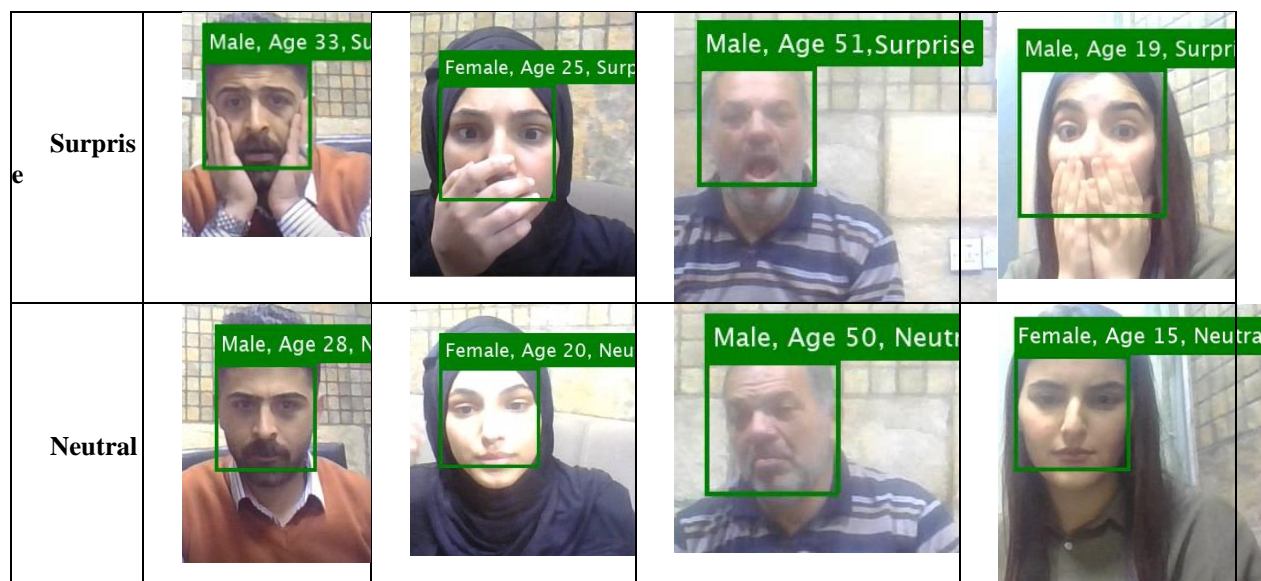 Surpris
e
Male, Age 33, Su
Female, Age 25, Surp
Male, Age 51,Surprise
Male, Age 19, Surpri
Neutral
Male, Age 28, N
Female, Age 20, Neu
Male, Age 50, Neutr
Female, Age 15, Neutra